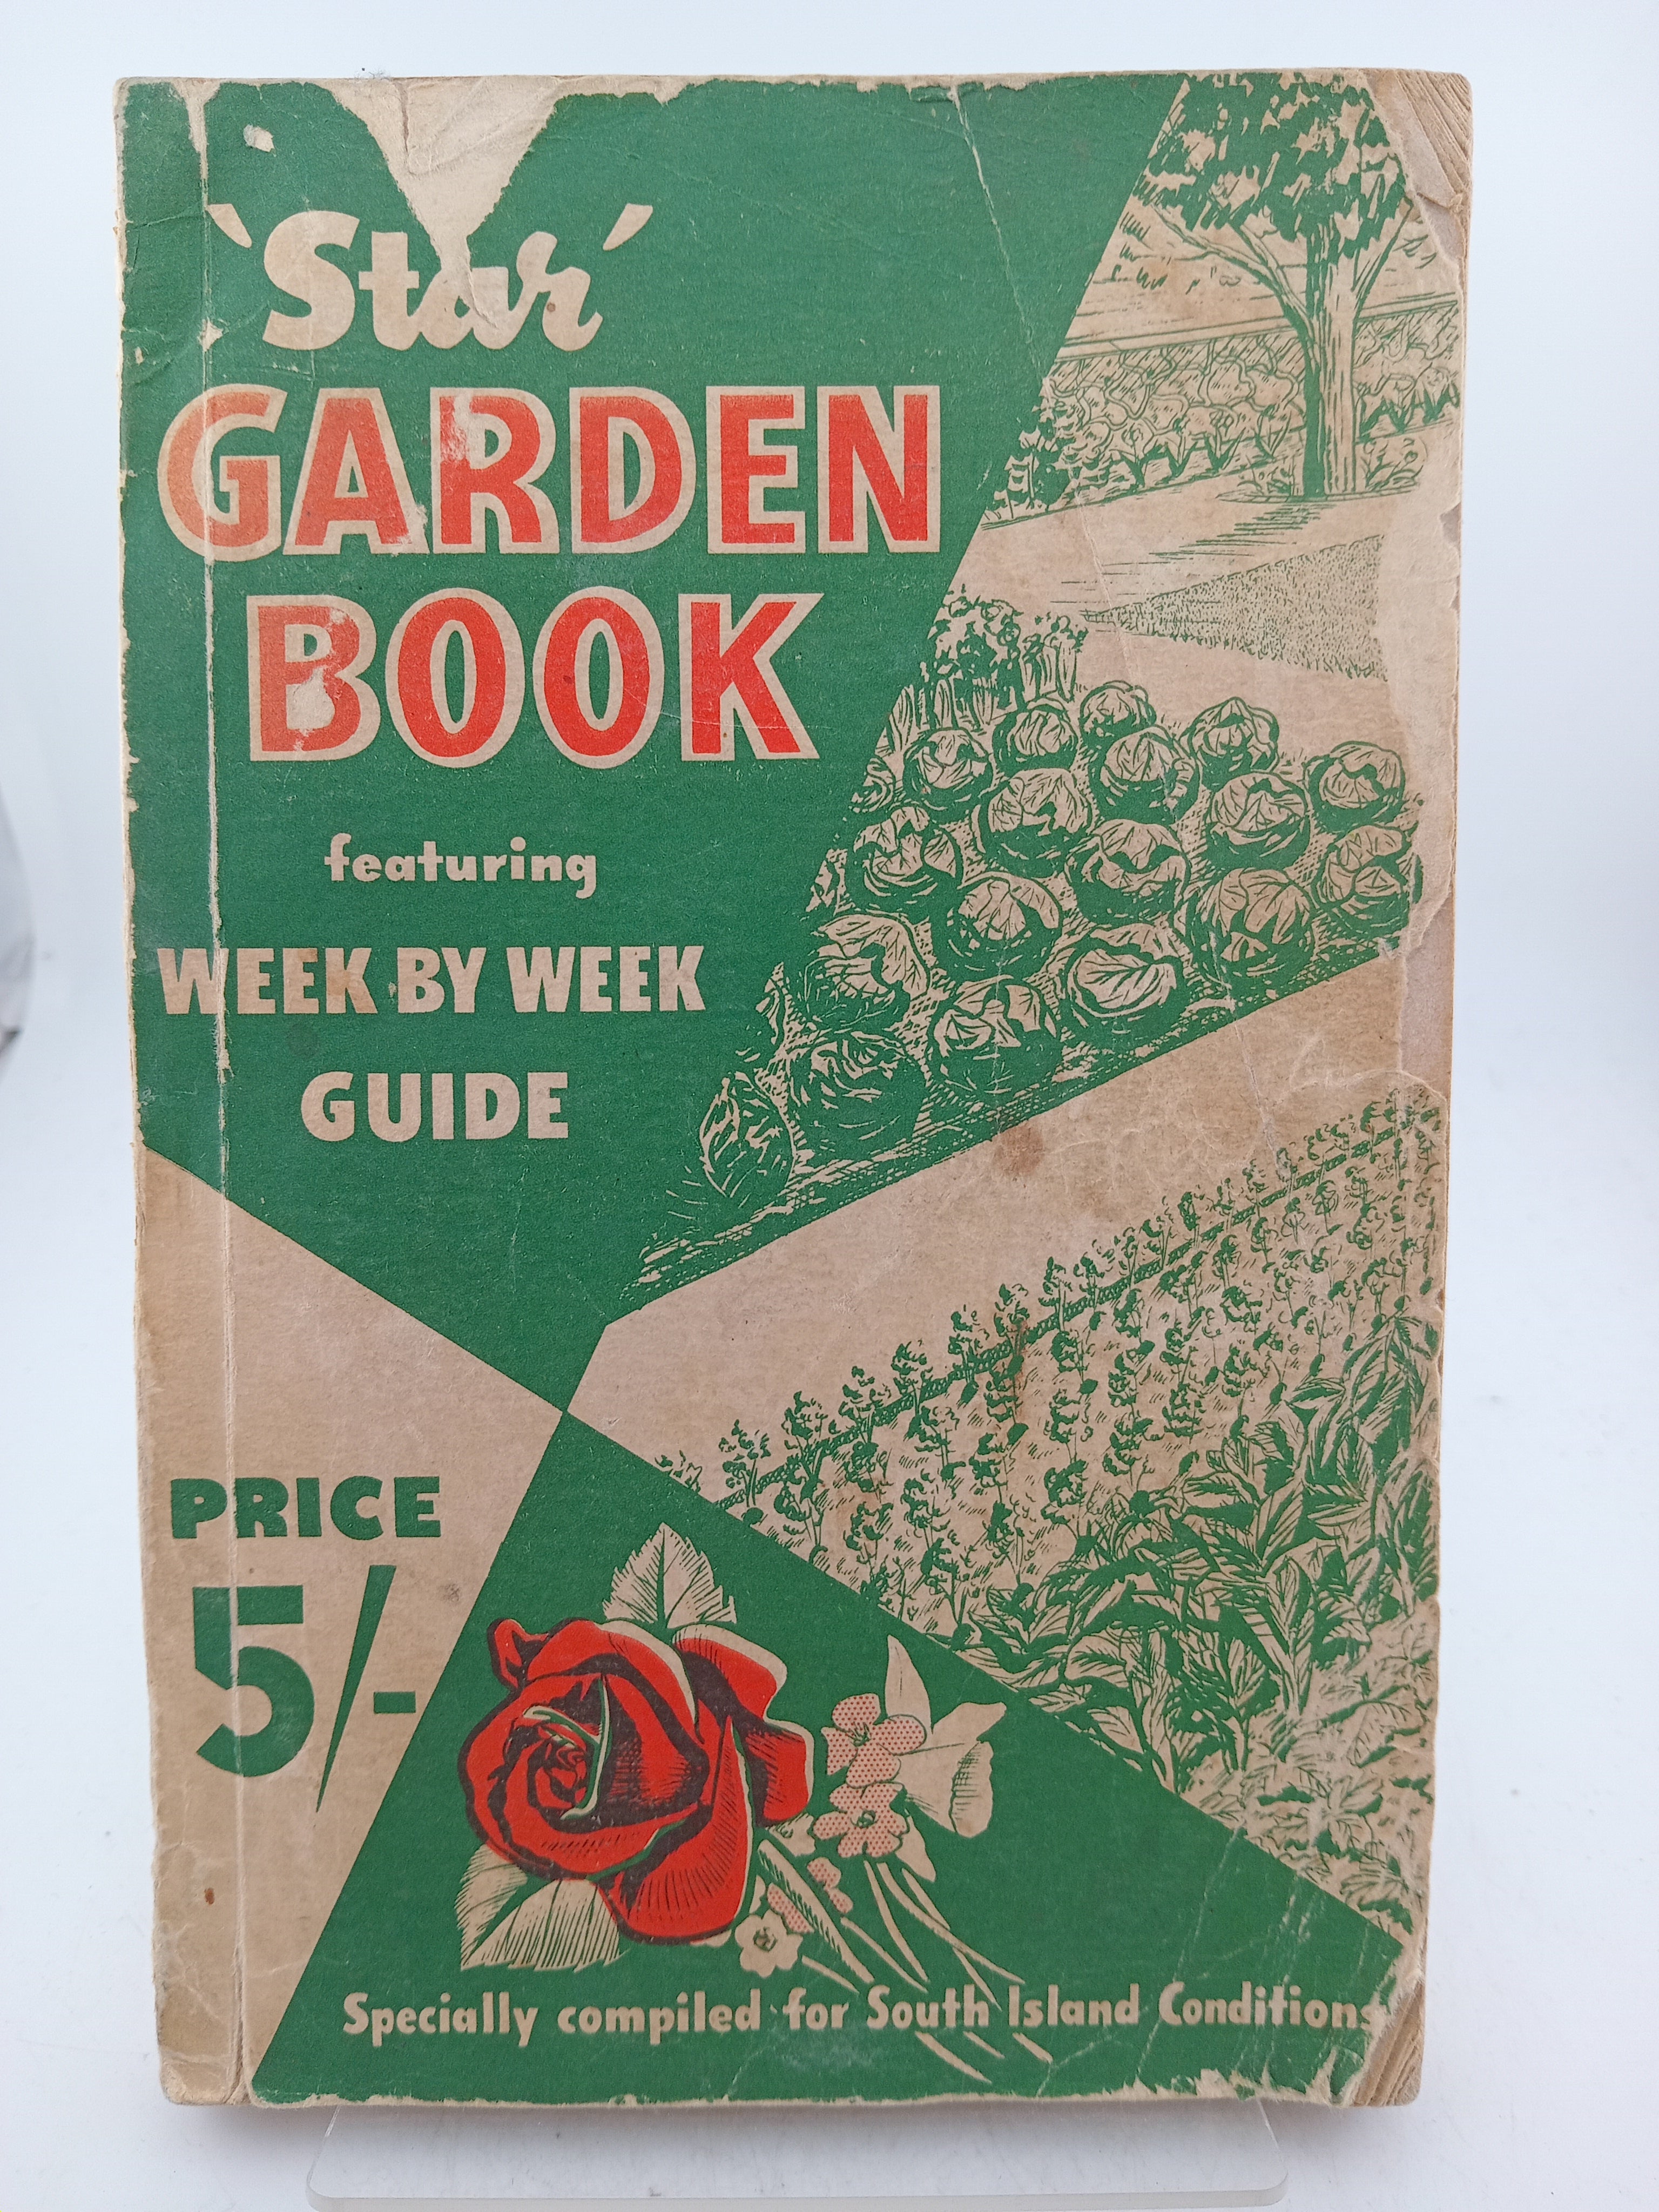 'Star'
GARDEN
BOOK
featuring
WEEK BY WEEK
GUIDE
PRICE
5/-
Specially compiled for South Island Conditions